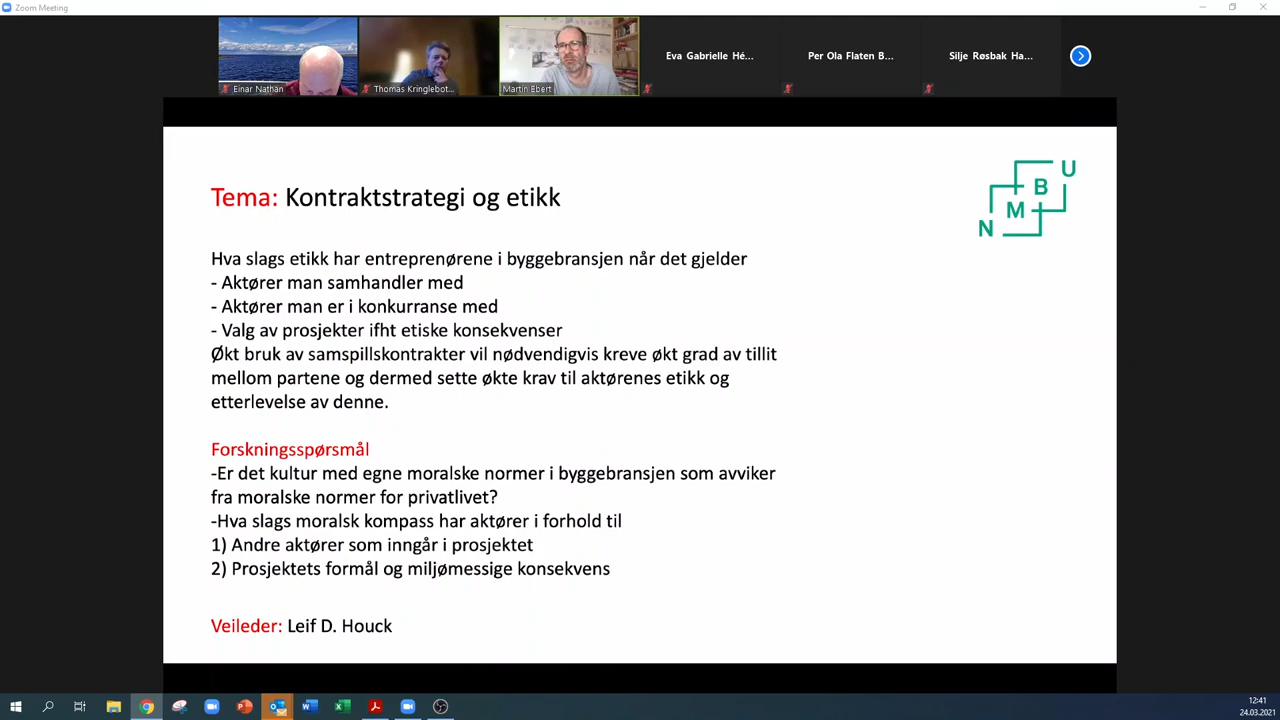 Zoom Meeting
Einar Nathan
Thomas Kringlebot...
Martin Ebert
Eva Gabrielle Hé...
Per Ola Flaten B...
Silje Røsbak Ha...
Tema: Kontraktstrategi og etikk
N M B U
Hva slags etikk har entreprenørene i byggebransjen når det gjelder
- Aktører man samhandler med
- Aktører man er i konkurranse med
- Valg av prosjekter ifht etiske konsekvenser
Økt bruk av samspillskontrakter vil nødvendigvis kreve økt grad av tillit
mellom partene og dermed sette økte krav til aktørenes etikk og
etterlevelse av denne.
Forskningsspørsmål
-Er det kultur med egne moralske normer i byggebransjen som avviker
fra moralske normer for privatlivet?
-Hva slags moralsk kompass har aktører i forhold til
1) Andre aktører som inngår i prosjektet
2) Prosjektets formål og miljømessige konsekvens
Veileder: Leif D. Houck
12:41
24.03.2021